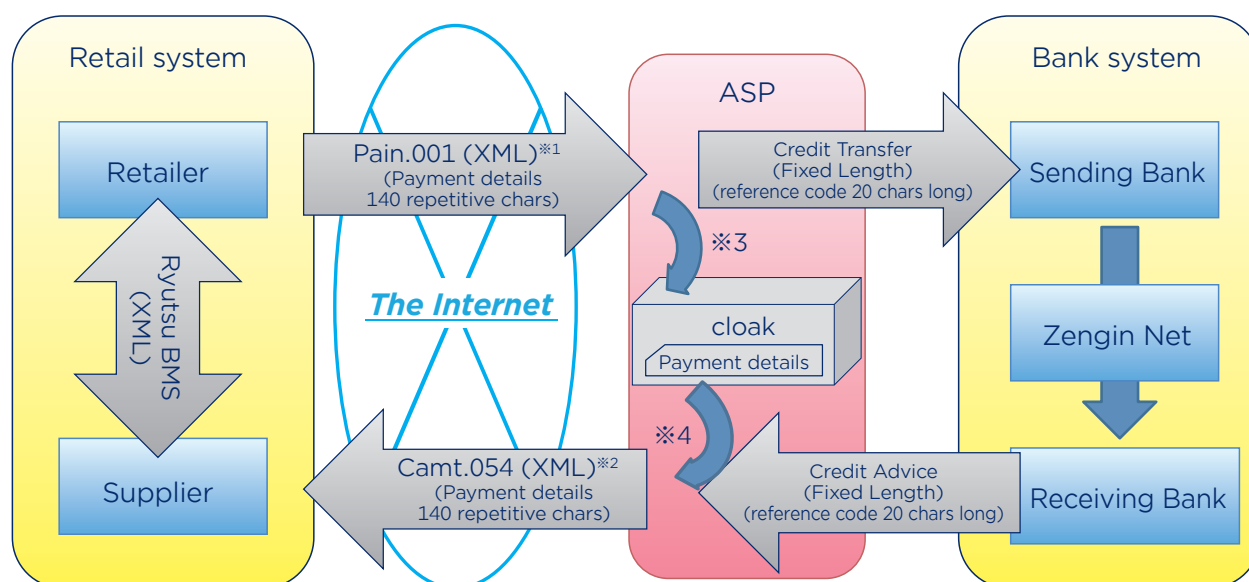 Retail system
Retailer
Ryutsu BMS
(XML)
Supplier
Pain.001 (XML)※1
(Payment details
140 repetitive chars)
The Internet
Camt.054 (XML)※2
(Payment details
140 repetitive chars)
ASP
※3
cloak
Payment details
※4
Credit Transfer
(Fixed Length)
(reference code 20 chars long)
Credit Advice
(Fixed Length)
(reference code 20 chars long)
Bank system
Sending Bank
Zengin Net
Receiving Bank